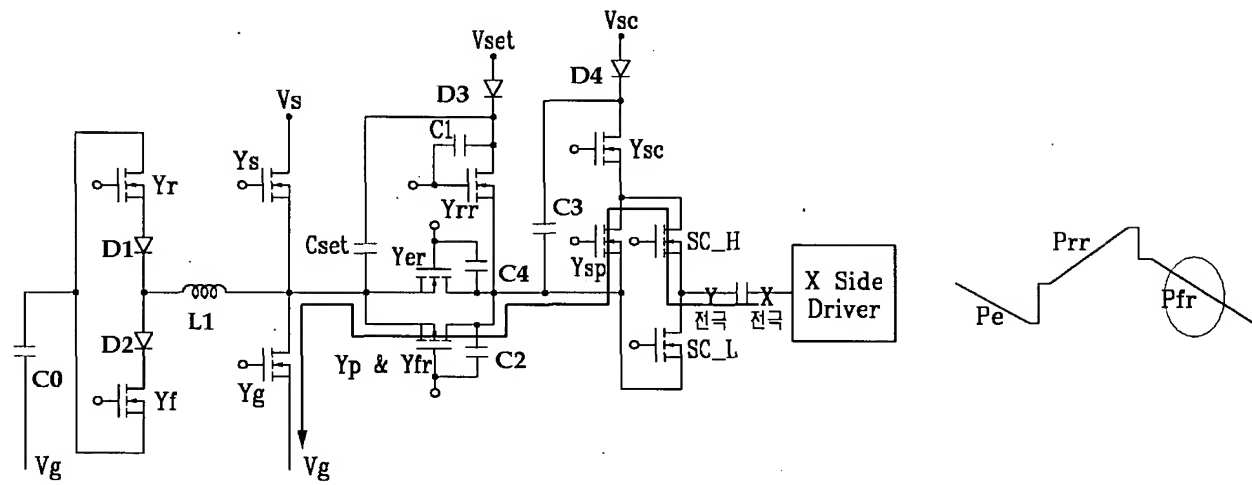 Vsc
Vset
D4
D3
Vs
C1
Ysc
Ys
Yr
Yrr
C3
SC_H
D1
Cset
Yer
Ysp
C4
X Side
Driver
Prr
Pfr
Pe
L1
Y
전극
X
전극
D2
C0
Yf
Yg
Yp & Yfr
C2
SC_L
Vg
Vg